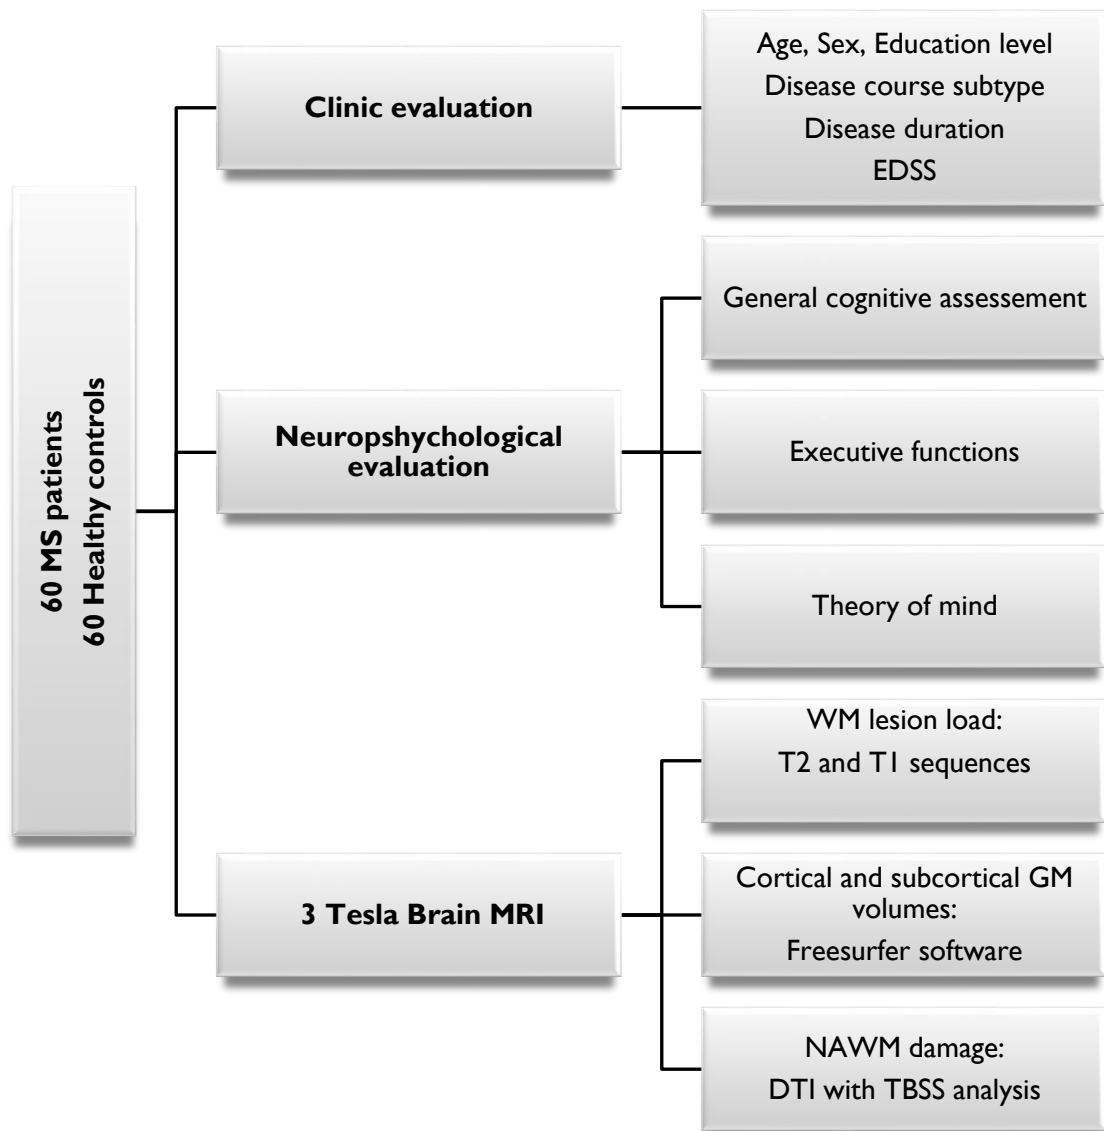 60 MS patients
60 Healthy controls
Clinic evaluation
Age, Sex, Education level
Disease course subtype
Disease duration
EDSS
Neuropshychological
evaluation
General cognitive assessement
Executive functions
Theory of mind
3 Tesla Brain MRI
WM lesion load:
T2 and T1 sequences
Cortical and subcortical GM
volumes:
Freesurfer software
NAWM damage:
DTI with TBSS analysis